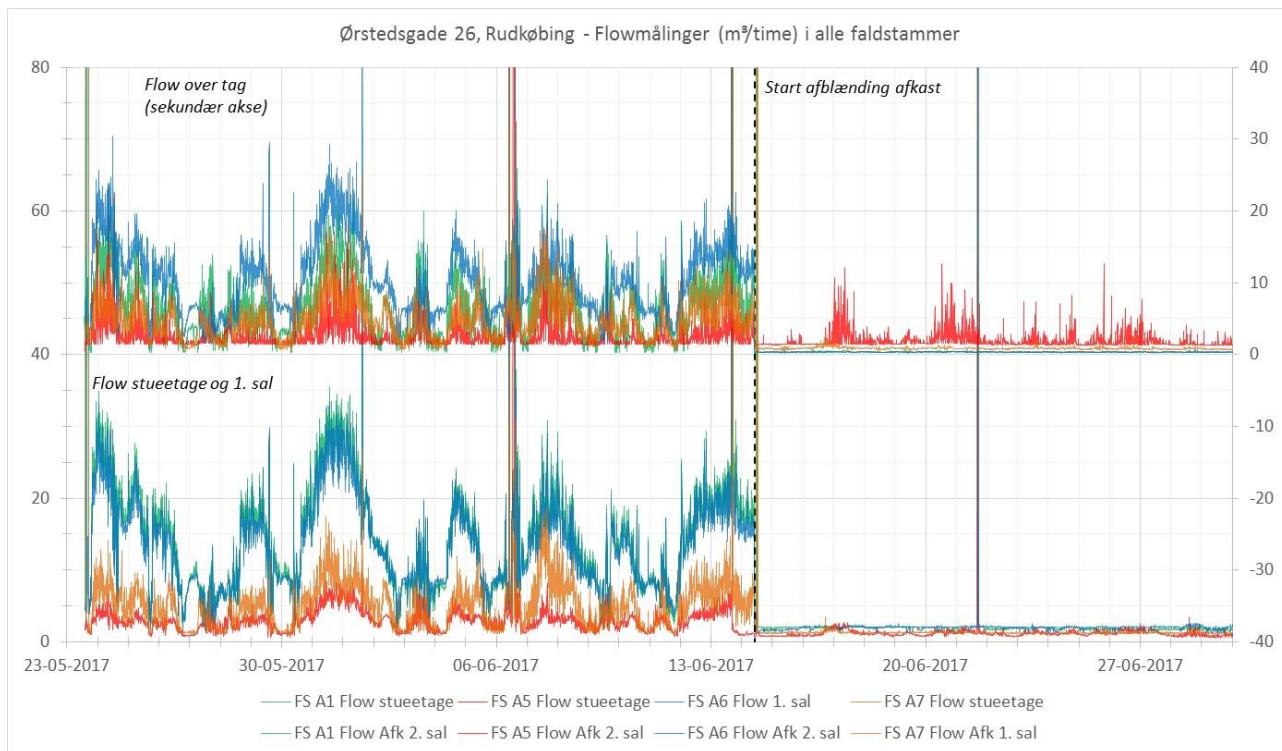 Ørstedsgade 26, Rudkøbing - Flowmålinger (m³/time) i alle faldstammer
80
60
40
20
0
40
30
20
10
0
-10
-20
-30
-40
Flow over tag
(sekundær akse)
Start afblænding afkast
Flow stueetage og 1. sal
23-05-2017
30-05-2017
06-06-2017
13-06-2017
20-06-2017
27-06-2017
FS A1 Flow stueetage
FS A5 Flow stueetage
FS A6 Flow 1. sal
FS A7 Flow stueetage
FS A1 Flow Afk 2. sal
FS A5 Flow Afk 2. sal
FS A6 Flow Afk 2. sal
FS A7 Flow Afk 1. sal